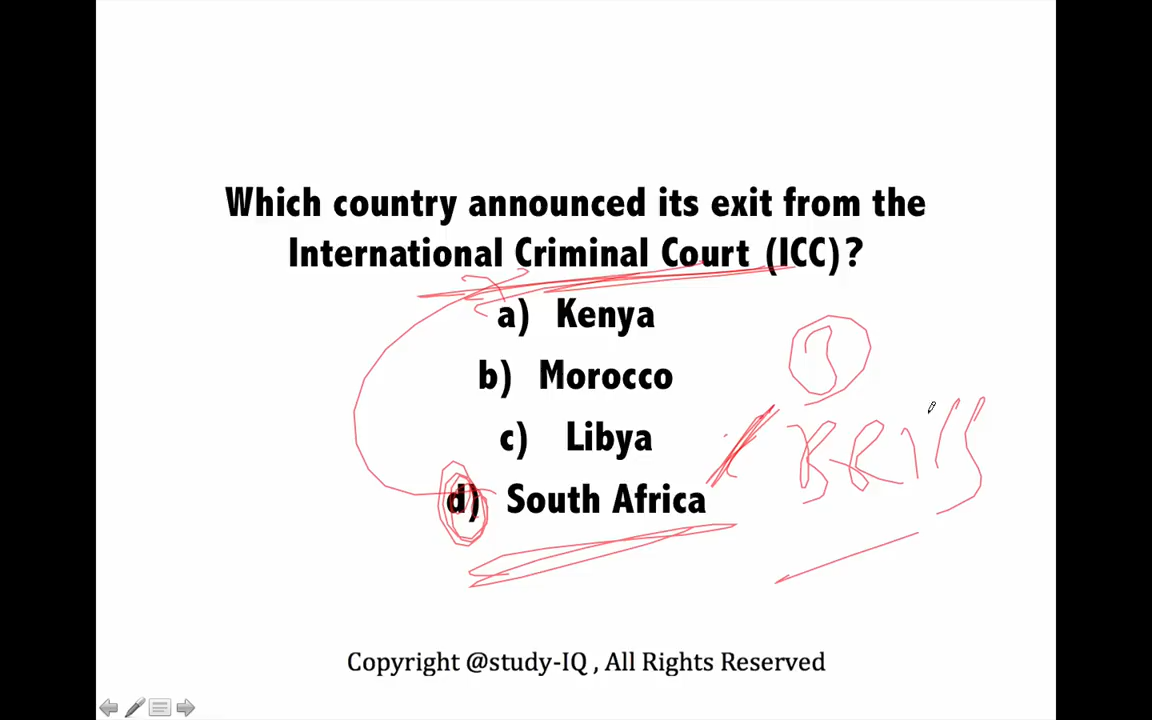 Which country announced its exit from the
International Criminal Court (ICC)?
a) Kenya
b) Morocco
c) Libya
d) South Africa
Copyright @study-IQ , All Rights Reserved